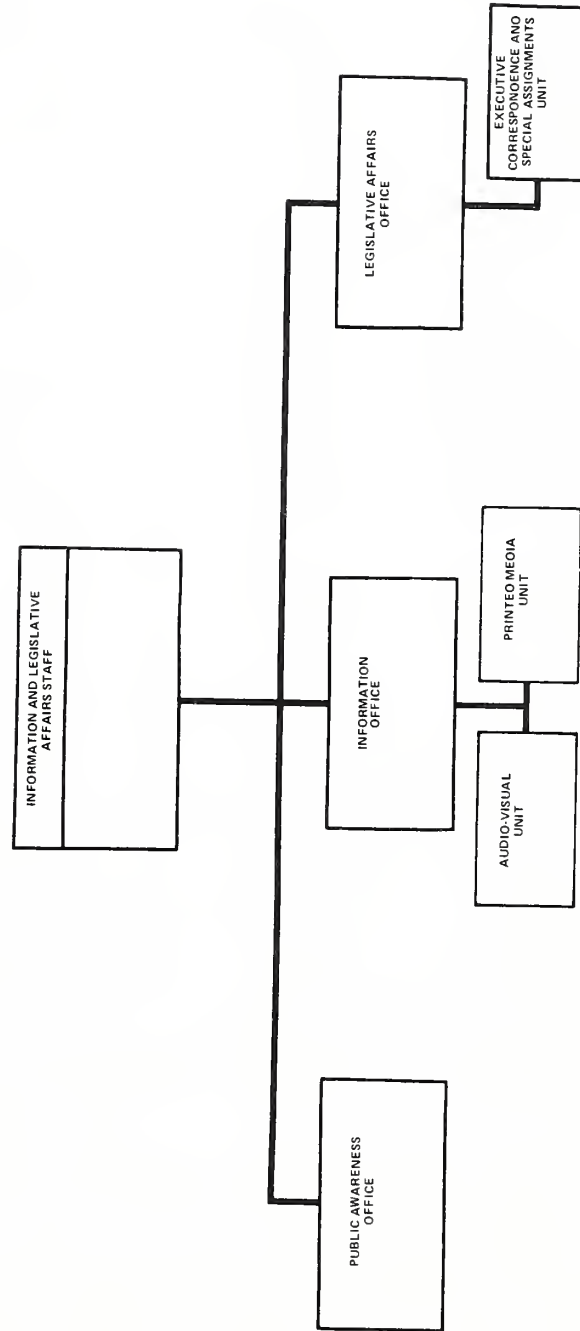 INFORMATION AND LEGISLATIVE
AFFAIRS STAFF
PUBLIC AWARENESS
OFFICE
INFORMATION
OFFICE
LEGISLATIVE AFFAIRS
OFFICE
AUDIO-VISUAL
UNIT
PRINTEO MEDIA
UNIT
EXECUTIVE
CORRESPONOENCE AND
SPECIAL ASSIGNMENTS
UNIT